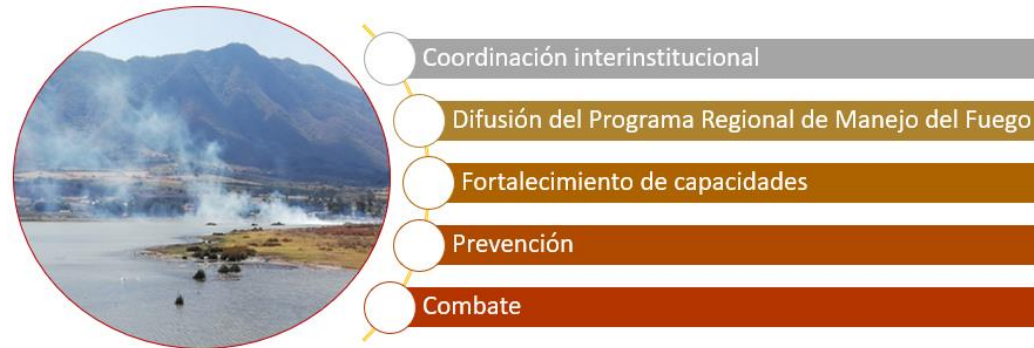 Coordinación interinstitucional
Difusión del Programa Regional de Manejo del Fuego
Fortalecimiento de capacidades
Prevención
Combate